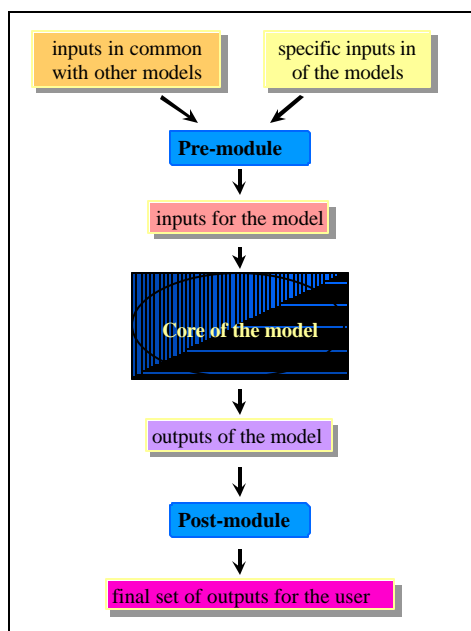 inputs in common
with other models
specific inputs in
of the models
Pre-module
inputs for the model
Core of the model
outputs of the model
Post-module
final set of outputs for the user